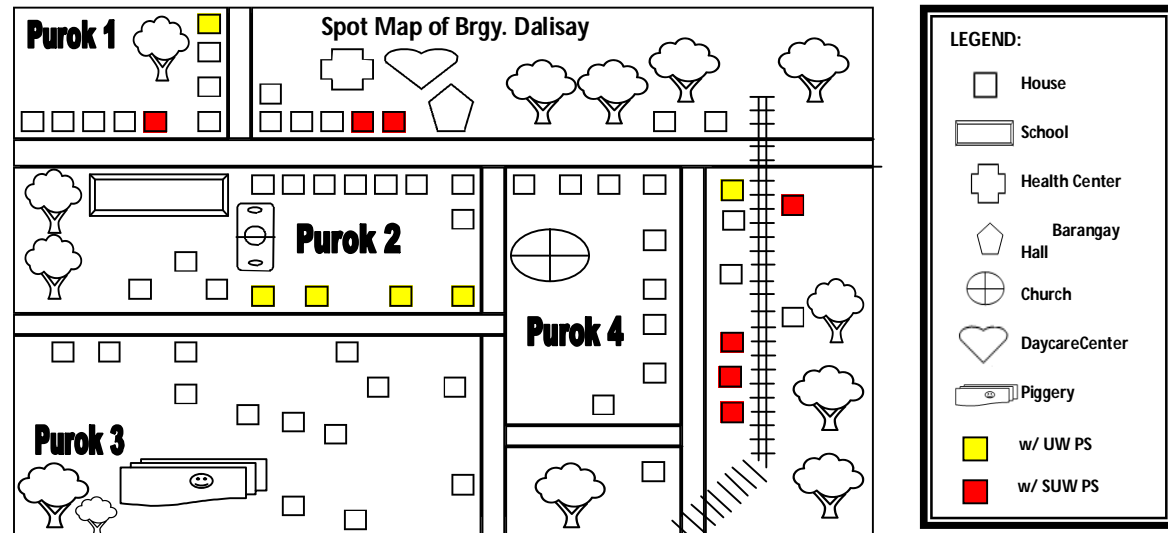 Purok 1
Spot Map of Brgy. Dalisay
Purok 2
Purok 4
Purok 3
LEGEND:
House
School
Health Center
Barangay
Hall
Church
DaycareCenter
Piggery
w/ UW PS
w/ SUW PS